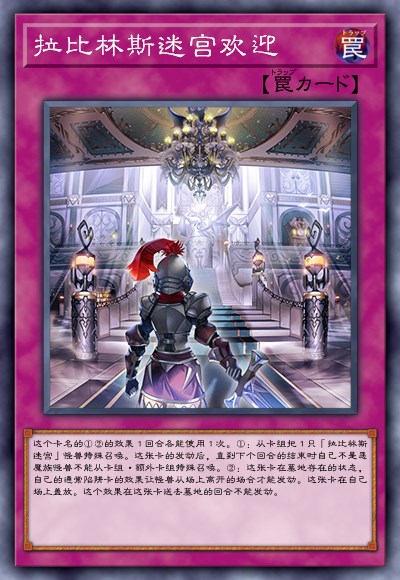 拉比林斯迷宫欢迎
トラップ
罠
【罠カード】
トラップ
这个卡名的①②的效果1回合各能使用1次。①：从卡组把1只「拉比林斯
迷宫」怪兽特殊召唤。这张卡的发动后，直到下个回合的结束时自己不是恶
魔族怪兽不能从卡组·额外卡组特殊召唤。②：这张卡在墓地存在的状态，
自己的通常陷阱卡的效果让怪兽从场上离开的场合才能发动。这张卡在自己
场上盖放。这个效果在这张卡送去墓地的回合不能发动。